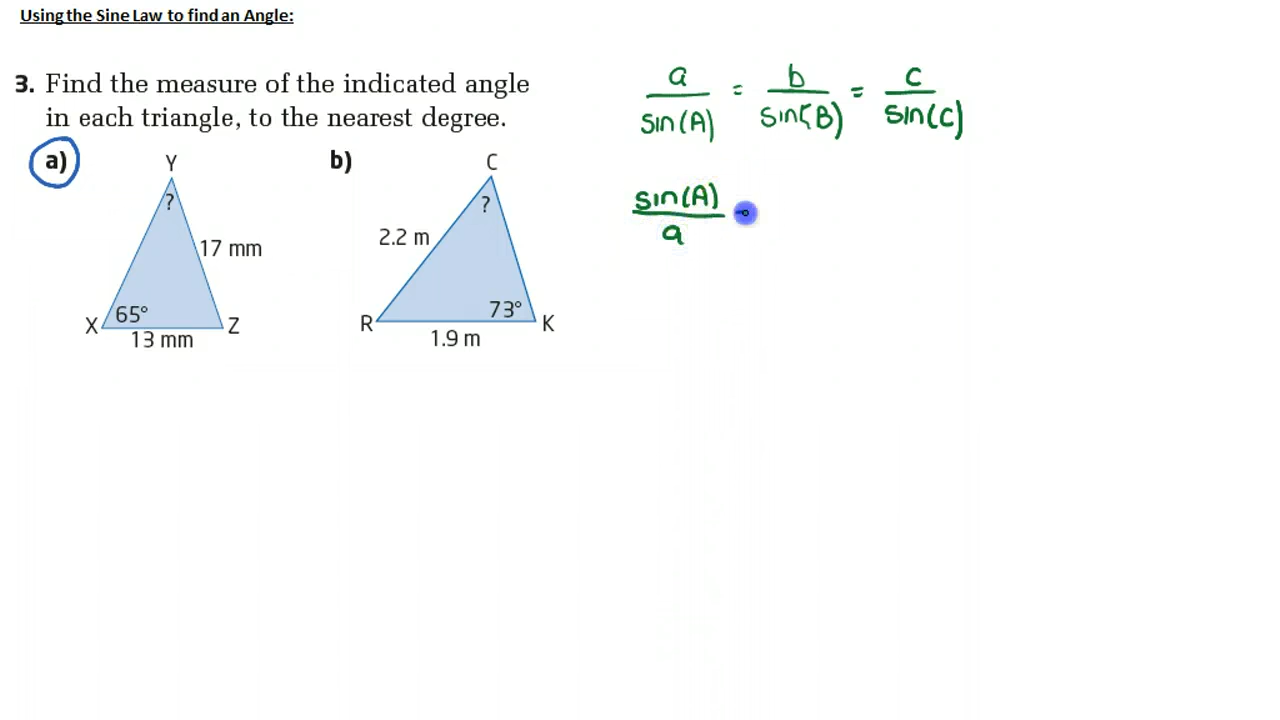 Using the Sine Law to find an Angle:
3. Find the measure of the indicated angle
in each triangle, to the nearest degree.
a)
Y
?
17 mm
65°
X
Z
13 mm
b)
C
?
2.2 m
73°
R
K
1.9 m
a/sin(A) = b/sin(B) = c/sin(C)
sin(A)/a =